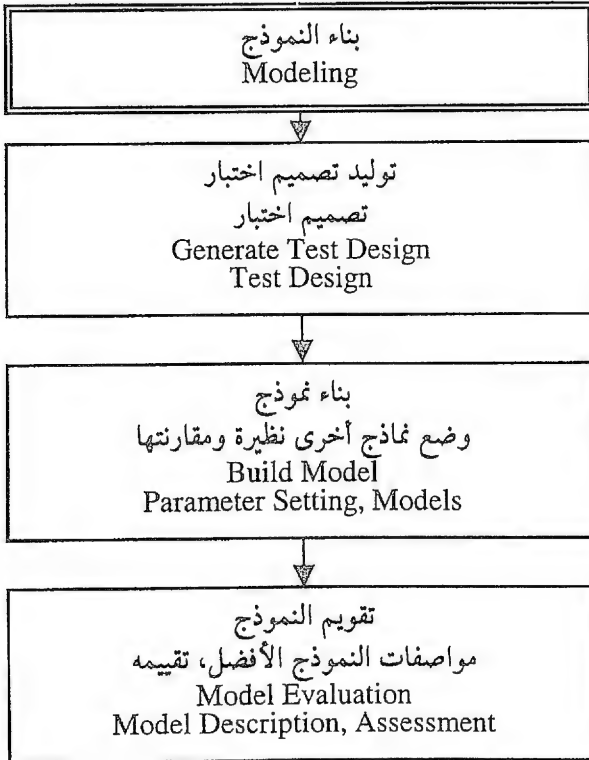 بناء النموذج
Modeling
توليد تصميم اختبار
تصميم اختبار
Generate Test Design
Test Design
بناء نموذج
وضع نماذج أخرى نظيرة ومقارنتها
Build Model
Parameter Setting, Models
تقويم النموذج
مواصفات النموذج الأفضل، تقييمه
Model Evaluation
Model Description, Assessment